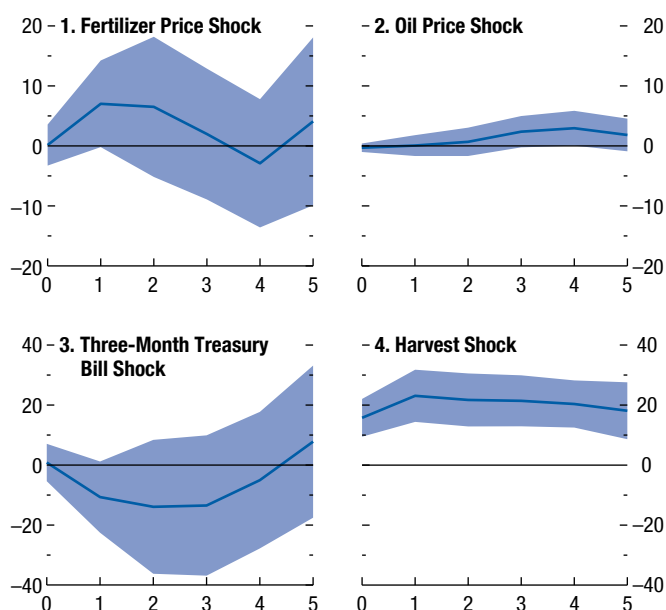 1. Fertilizer Price Shock
20
10
0
–10
–20
0 1 2 3 4 5
2. Oil Price Shock
20
10
0
–10
–20
0 1 2 3 4 5
3. Three-Month Treasury
Bill Shock
40
20
0
–20
–40
0 1 2 3 4 5
4. Harvest Shock
40
20
0
–20
–40
0 1 2 3 4 5